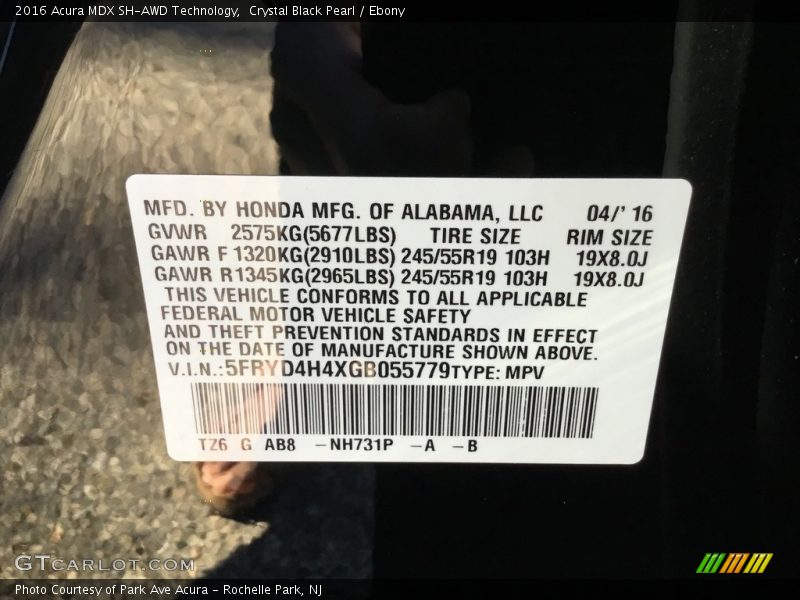 2016 Acura MDX SH-AWD Technology,  Crystal Black Pearl / Ebony
MFD. BY HONDA MFG. OF ALABAMA, LLC 04/' 16
GVWR 2575KG(5677LBS) TIRE SIZE RIM SIZE
GAWR F 1320KG(2910LBS) 245/55R19 103H 19X8.0J
GAWR R1345KG(2965LBS) 245/55R19 103H 19X8.0J
THIS VEHICLE CONFORMS TO ALL APPLICABLE
FEDERAL MOTOR VEHICLE SAFETY
AND THEFT PREVENTION STANDARDS IN EFFECT
ON THE DATE OF MANUFACTURE SHOWN ABOVE.
V.I.N.:5FRYD4H4XGB055779 TYPE: MPV
TZ6 G AB8 -NH731P -A -B
GTCARLOT.COM
Photo Courtesy of Park Ave Acura - Rochelle Park, NJ